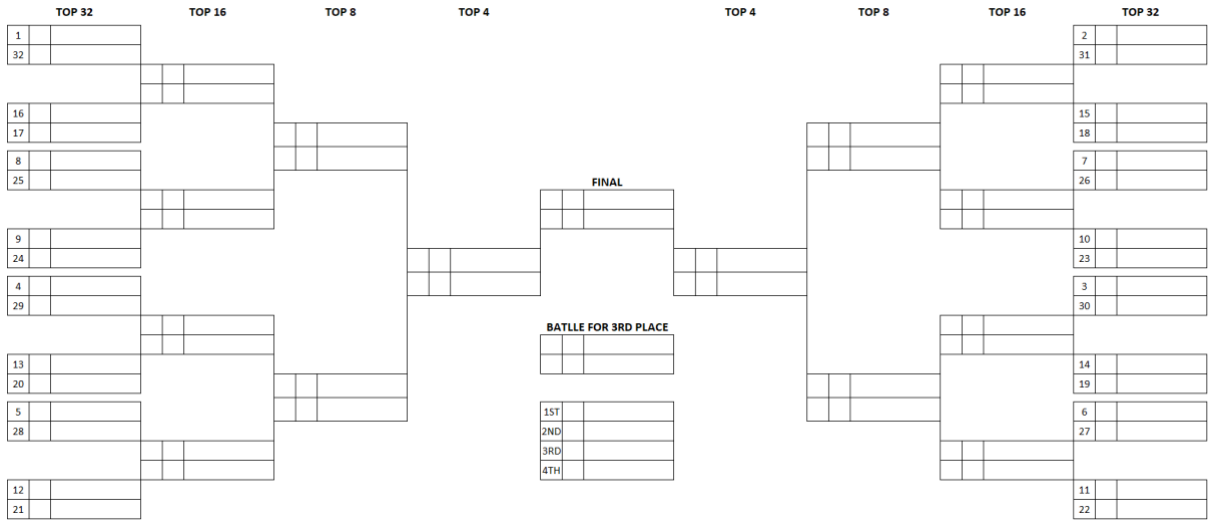 TOP 32 TOP 16 TOP 8 TOP 4 TOP 4 TOP 8 TOP 16 TOP 32
1 2
32 31
16 15
17 18
8 7
25 26
FINAL
9 10
24 23
4 3
29 30
BATLLE FOR 3RD PLACE
13 14
20 19
5 1ST 6
28 2ND 27
3RD
4TH
12 11
21 22